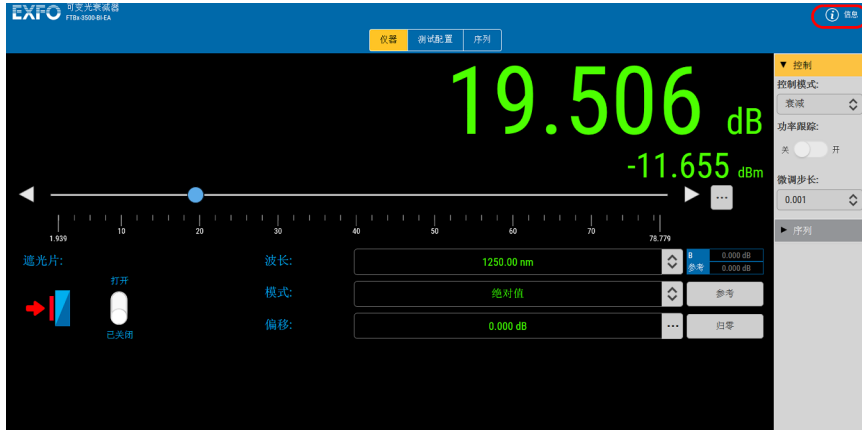 EXFO 可变光衰减器
FTBx-3500-BI-EA
信息
仪器 测试配置 序列
19.506 dB
-11.655 dBm
控制
控制模式:
衰减
功率跟踪:
关 开
微调步长:
0.001
序列
1.939 10 20 30 40 50 60 70 78.779
遮光片:
打开
已关闭
波长: 1250.00 nm
B 0.000 dB
参考 0.000 dB
模式: 绝对值 参考
偏移: 0.000 dB ... 归零